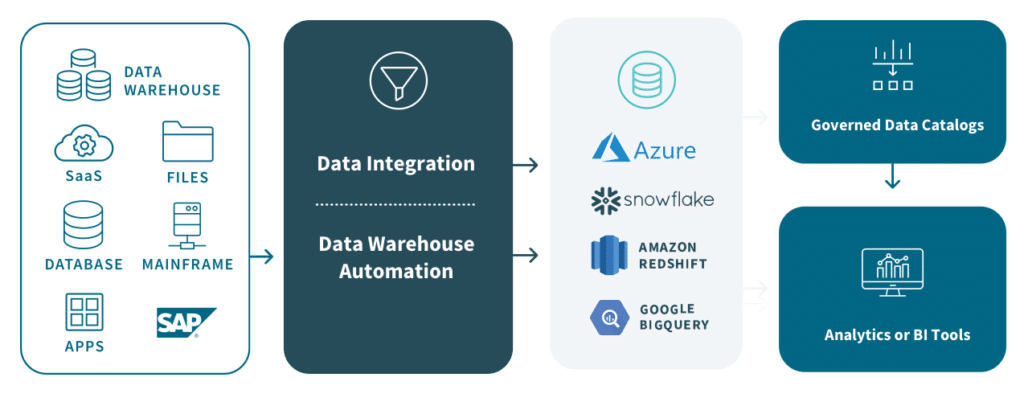 DATA
WAREHOUSE
SaaS
FILES
DATABASE
MAINFRAME
APPS
SAP
Data Integration
Data Warehouse
Automation
Azure
snowflake
AMAZON
REDSHIFT
GOOGLE
BIGQUERY
Governed Data Catalogs
Analytics or BI Tools